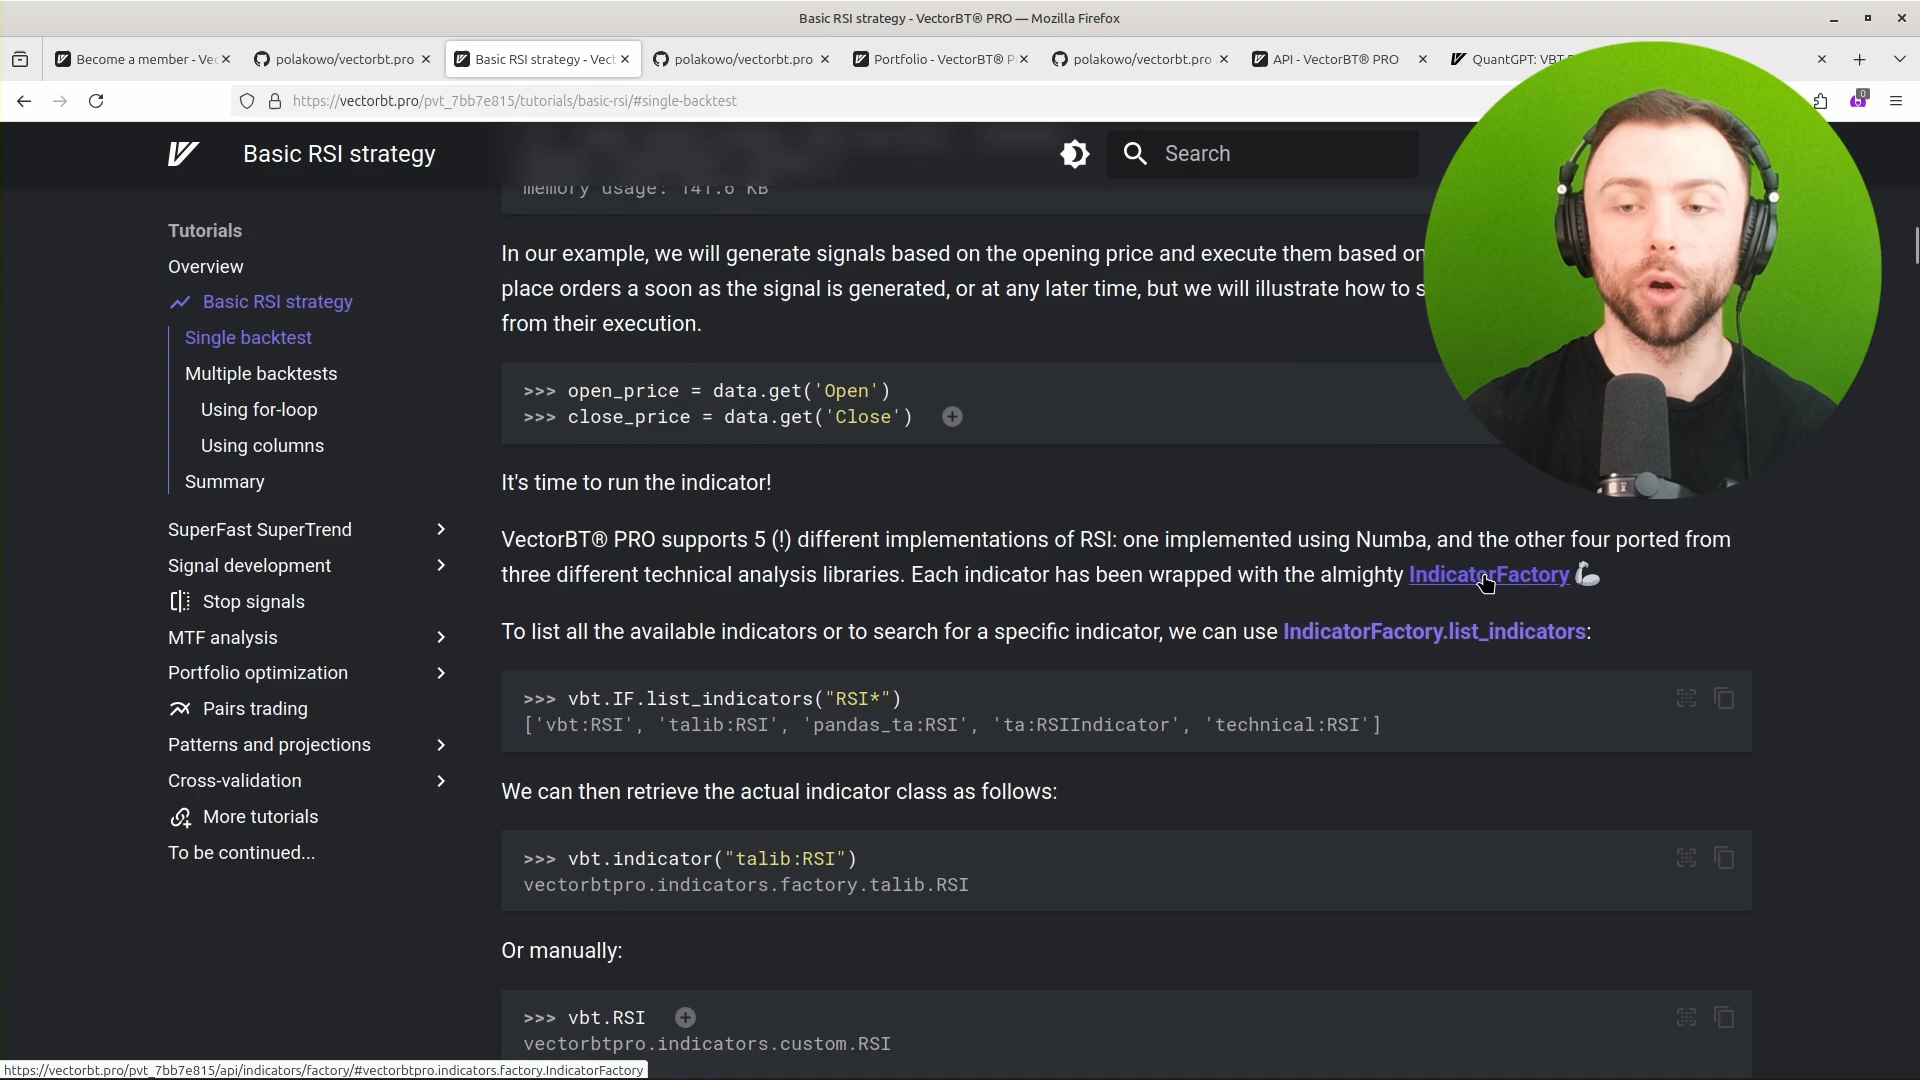 Basic RSI strategy - VectorBT® PRO — Mozilla Firefox
Become a member - Vec
polakowo/vectorbt.pro
Basic RSI strategy - Vect
polakowo/vectorbt.pro
Portfolio - VectorBT® P
polakowo/vectorbt.pro
API - VectorBT® PRO
QuantGPT: VBT
https://vectorbt.pro/pvt_7bb7e815/tutorials/basic-rsi/#single-backtest
0
Basic RSI strategy
Search
memory usage: 141.6 KB
Tutorials
Overview
Basic RSI strategy
Single backtest
Multiple backtests
Using for-loop
Using columns
Summary
SuperFast SuperTrend
Signal development
Stop signals
MTF analysis
Portfolio optimization
Pairs trading
Patterns and projections
Cross-validation
More tutorials
To be continued...
In our example, we will generate signals based on the opening price and execute them based on
place orders a soon as the signal is generated, or at any later time, but we will illustrate how to s
from their execution.
>>> open_price = data.get('Open')
>>> close_price = data.get('Close')
It's time to run the indicator!
VectorBT® PRO supports 5 (!) different implementations of RSI: one implemented using Numba, and the other four ported from
three different technical analysis libraries. Each indicator has been wrapped with the almighty IndicatorFactory
To list all the available indicators or to search for a specific indicator, we can use IndicatorFactory.list_indicators:
>>> vbt.IF.list_indicators("RSI*")
['vbt:RSI', 'talib:RSI', 'pandas_ta:RSI', 'ta:RSIIndicator', 'technical:RSI']
We can then retrieve the actual indicator class as follows:
>>> vbt.indicator("talib:RSI")
vectorbtpro.indicators.factory.talib.RSI
Or manually:
>>> vbt.RSI
vectorbtpro.indicators.custom.RSI
https://vectorbt.pro/pvt_7bb7e815/api/indicators/factory/#vectorbtpro.indicators.factory.IndicatorFactory